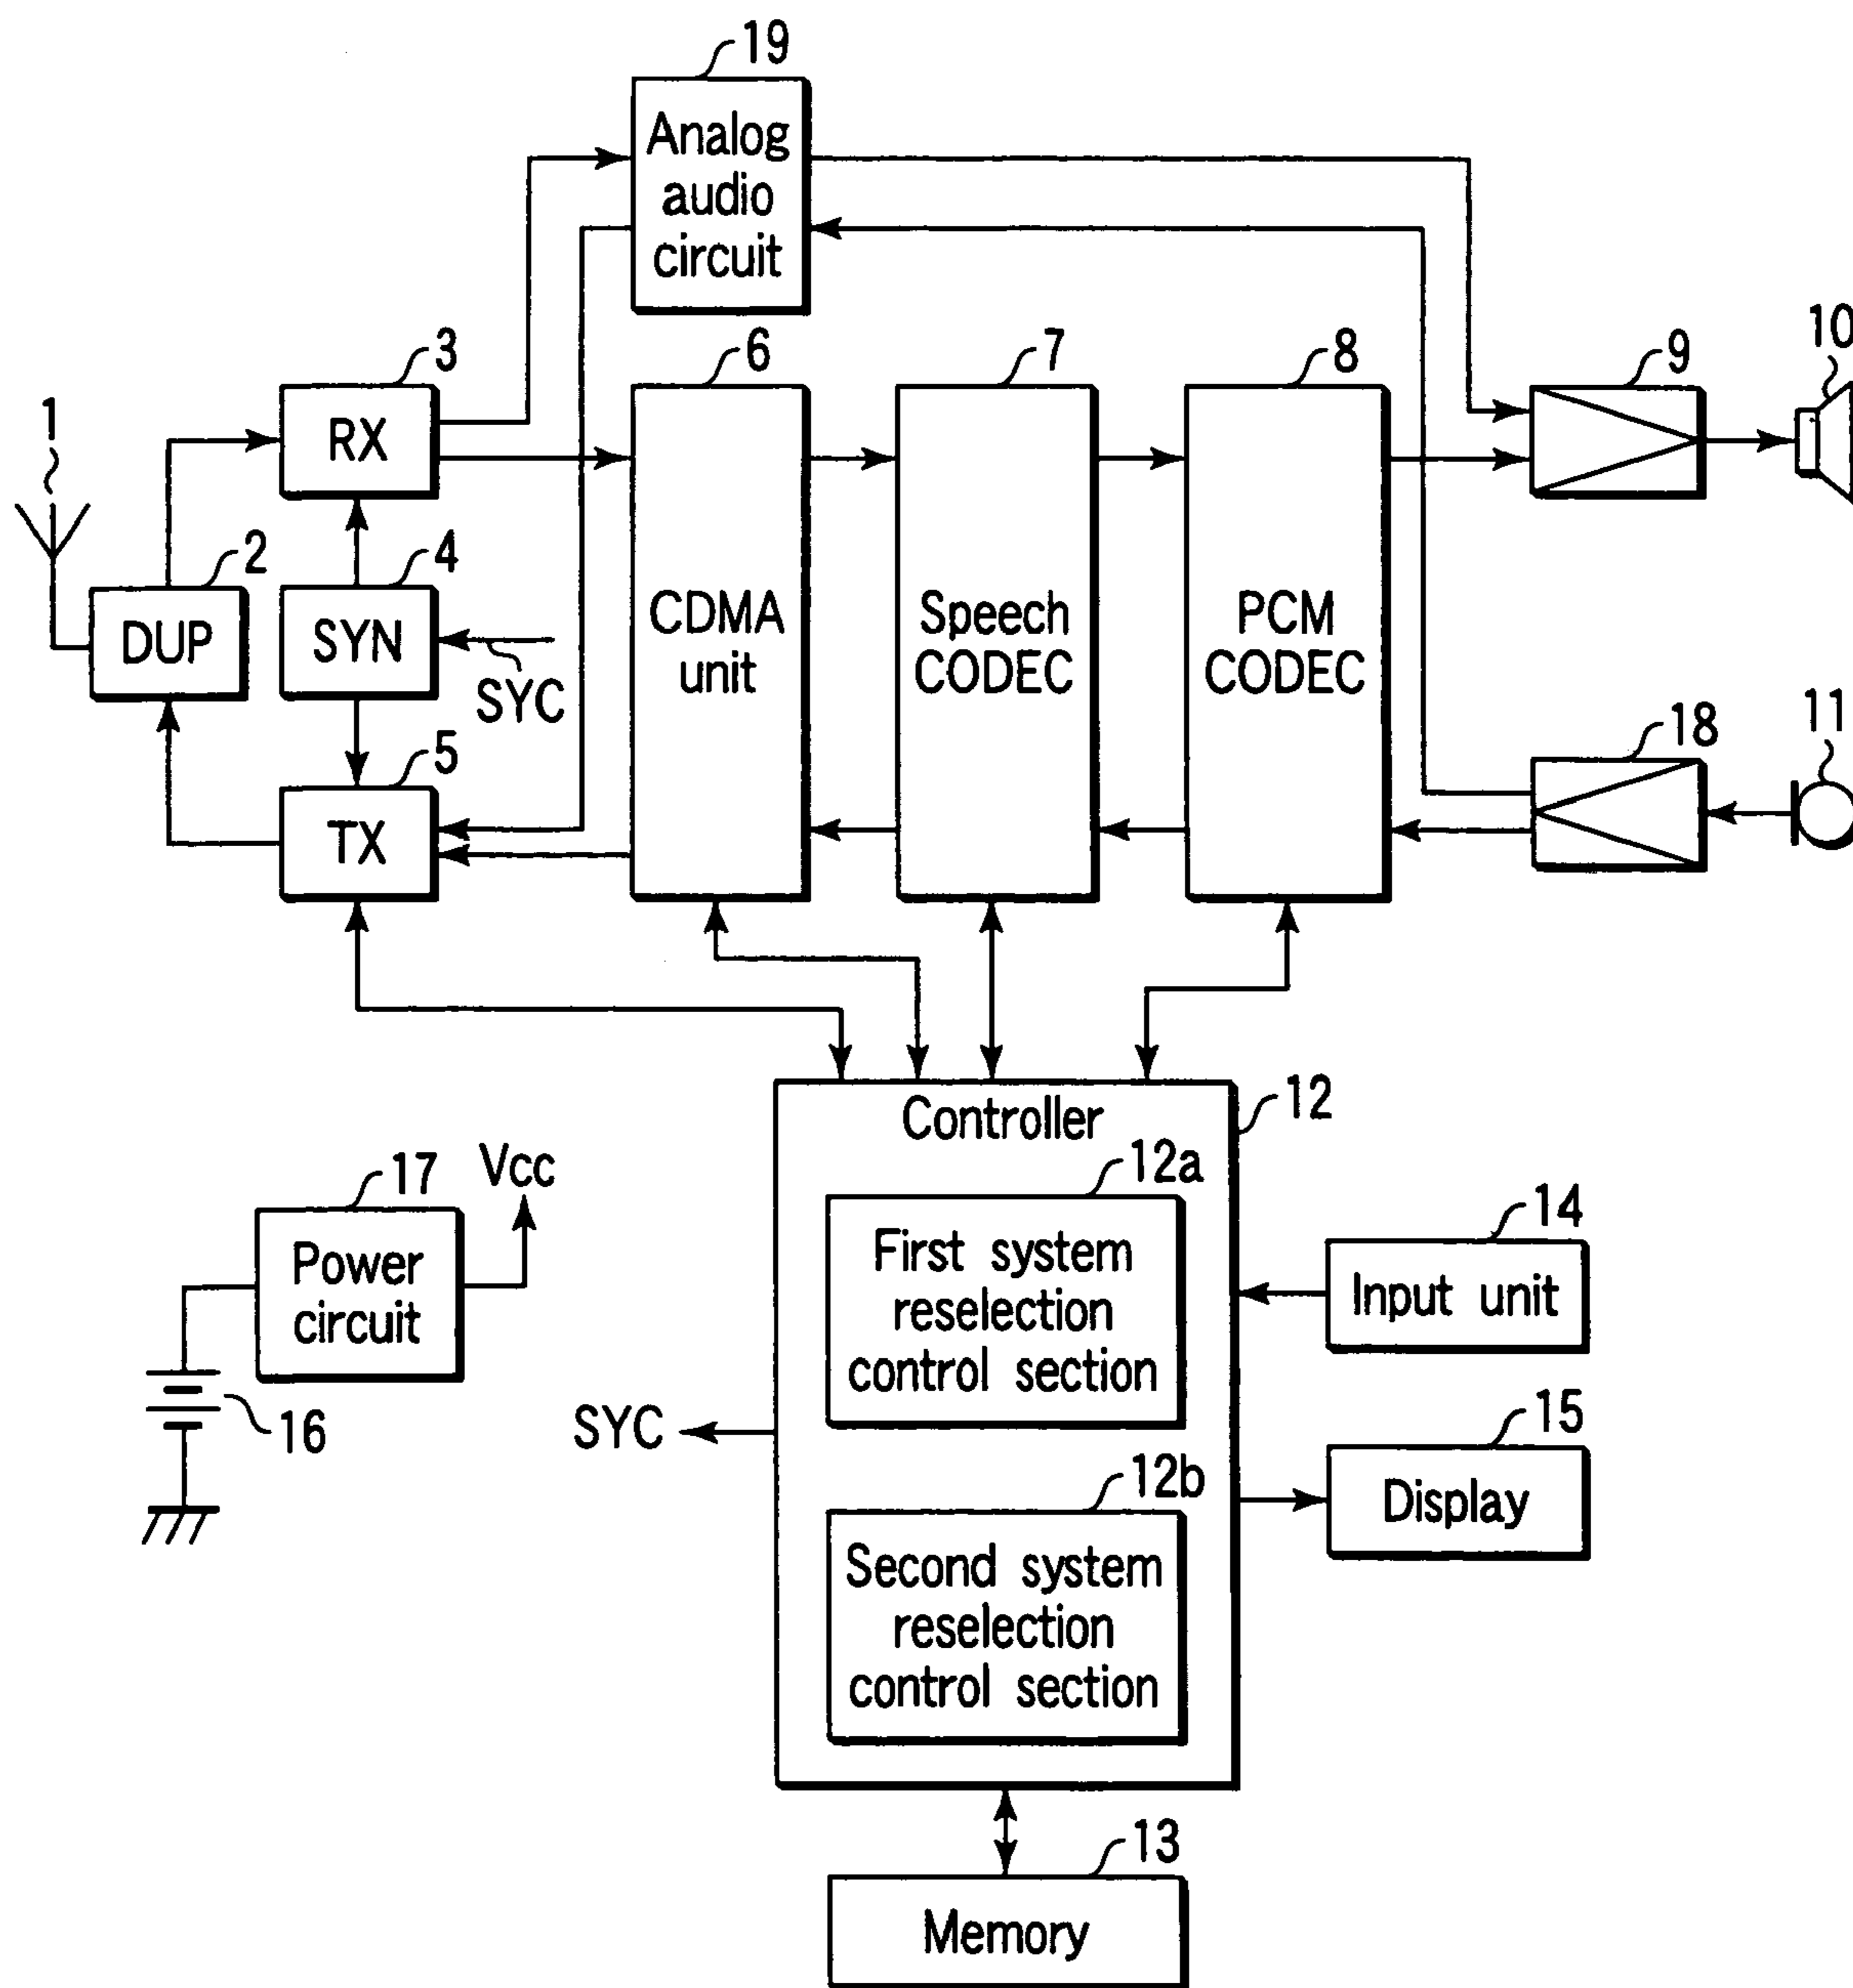 19
Analog
audio
circuit
1
3
RX
6
CDMA
unit
7
Speech
CODEC
8
PCM
CODEC
9
10
2
DUP
4
SYN
SYC
5
TX
18
11
12
Controller
12a
First system
reselection
control section
12b
Second system
reselection
control section
17
Power
circuit
Vcc
16
SYC
14
Input unit
15
Display
13
Memory